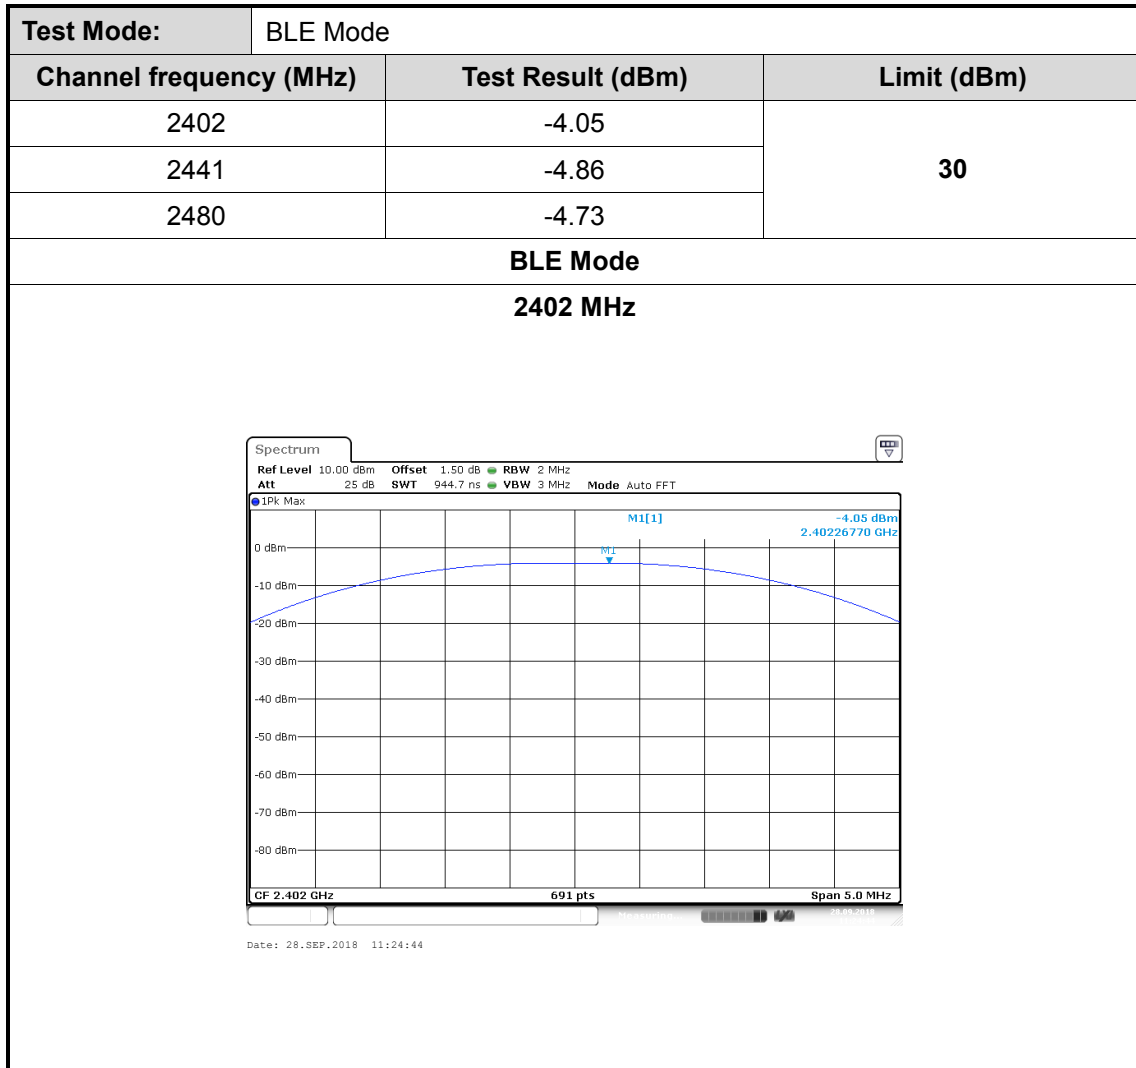 Test Mode: BLE Mode
Channel frequency (MHz) Test Result (dBm) Limit (dBm)
2402 -4.05
2441 -4.86 30
2480 -4.73
BLE Mode
2402 MHz
Spectrum
Ref Level 10.00 dBm Offset 1.50 dB RBW 2 MHz
Att 25 dB SWT 944.7 ns VBW 3 MHz Mode Auto FFT
1Pk Max
M1[1] -4.05 dBm
2.40226770 GHz
0 dBm
M1
-10 dBm
-20 dBm
-30 dBm
-40 dBm
-50 dBm
-60 dBm
-70 dBm
-80 dBm
CF 2.402 GHz 691 pts Span 5.0 MHz
Measuring... 28.09.2018
Date: 28.SEP.2018 11:24:44